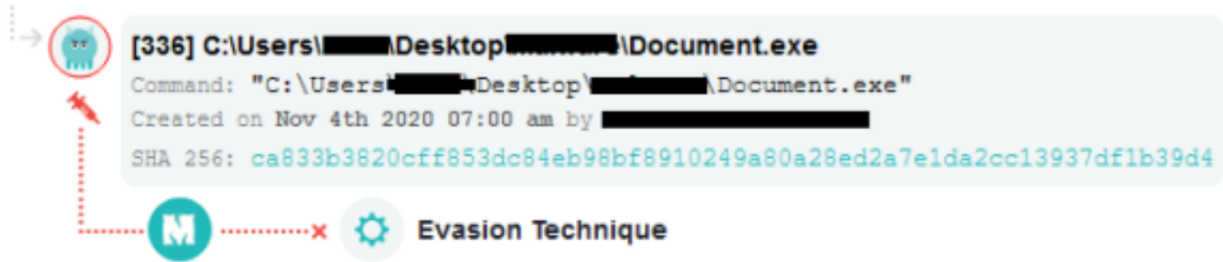 [336] C:\Users\ \Desktop \Document.exe
Command: "C:\Users \Desktop\ \Document.exe"
Created on Nov 4th 2020 07:00 am by
SHA 256: ca833b3820cff853dc84eb98bf8910249a80a28ed2a7e1da2cc13937df1b39d4
M
Evasion Technique